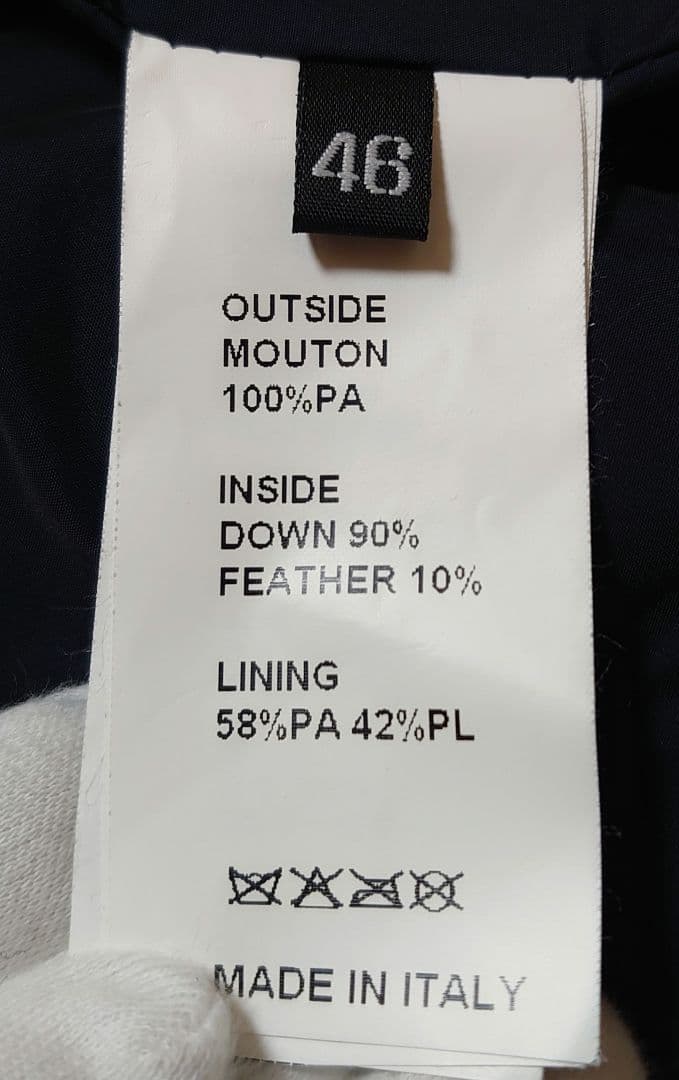 46
OUTSIDE
MOUTON
100%PA
INSIDE
DOWN 90%
FEATHER 10%
LINING
58%PA 42%PL
MADE IN ITALY